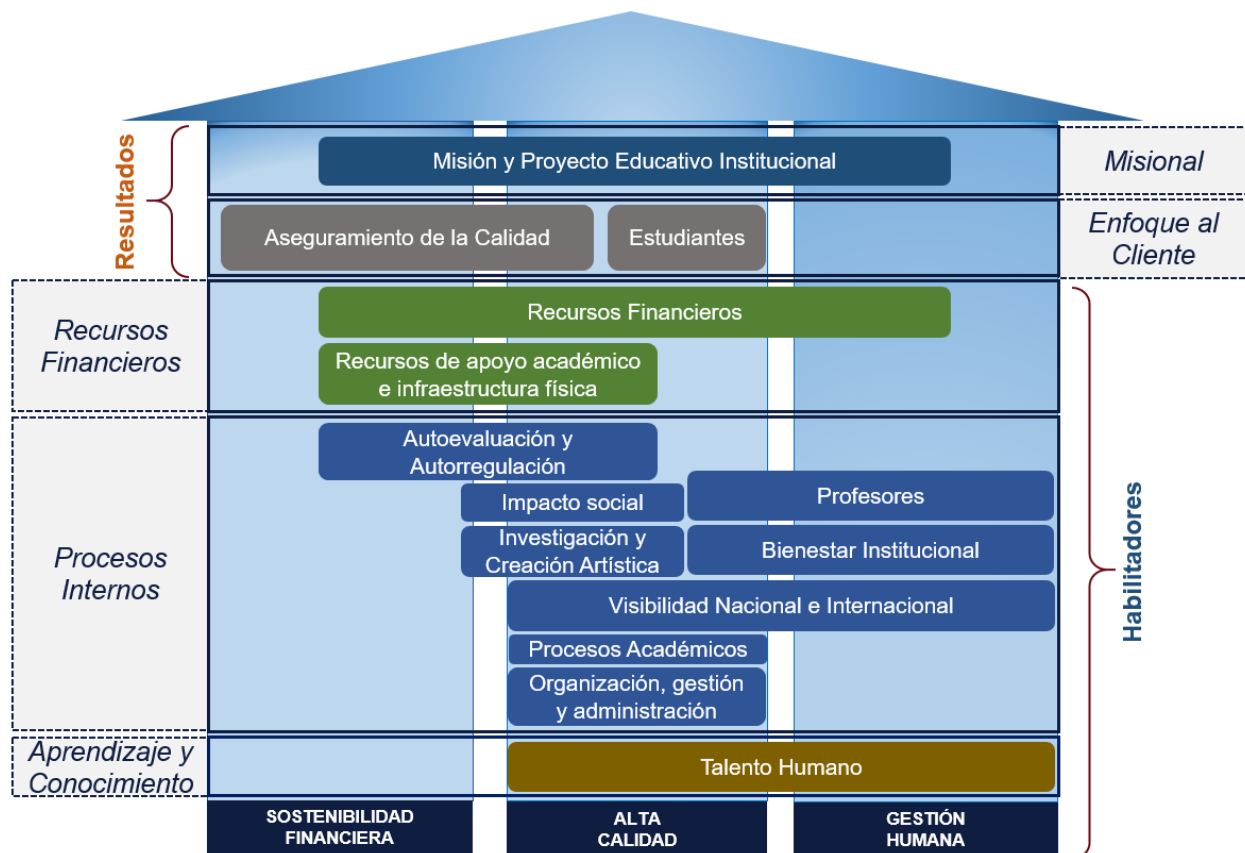 Resultados
Misión y Proyecto Educativo Institucional
Misional
Aseguramiento de la Calidad
Estudiantes
Enfoque al
Cliente
Recursos
Financieros
Recursos Financieros
Recursos de apoyo académico
e infraestructura física
Procesos
Internos
Autoevaluación y
Autorregulación
Impacto social
Profesores
Investigación y
Creación Artística
Bienestar Institucional
Visibilidad Nacional e Internacional
Procesos Académicos
Organización, gestión
y administración
Habilitadores
Aprendizaje y
Conocimiento
Talento Humano
SOSTENIBILIDAD
FINANCIERA
ALTA
CALIDAD
GESTIÓN
HUMANA